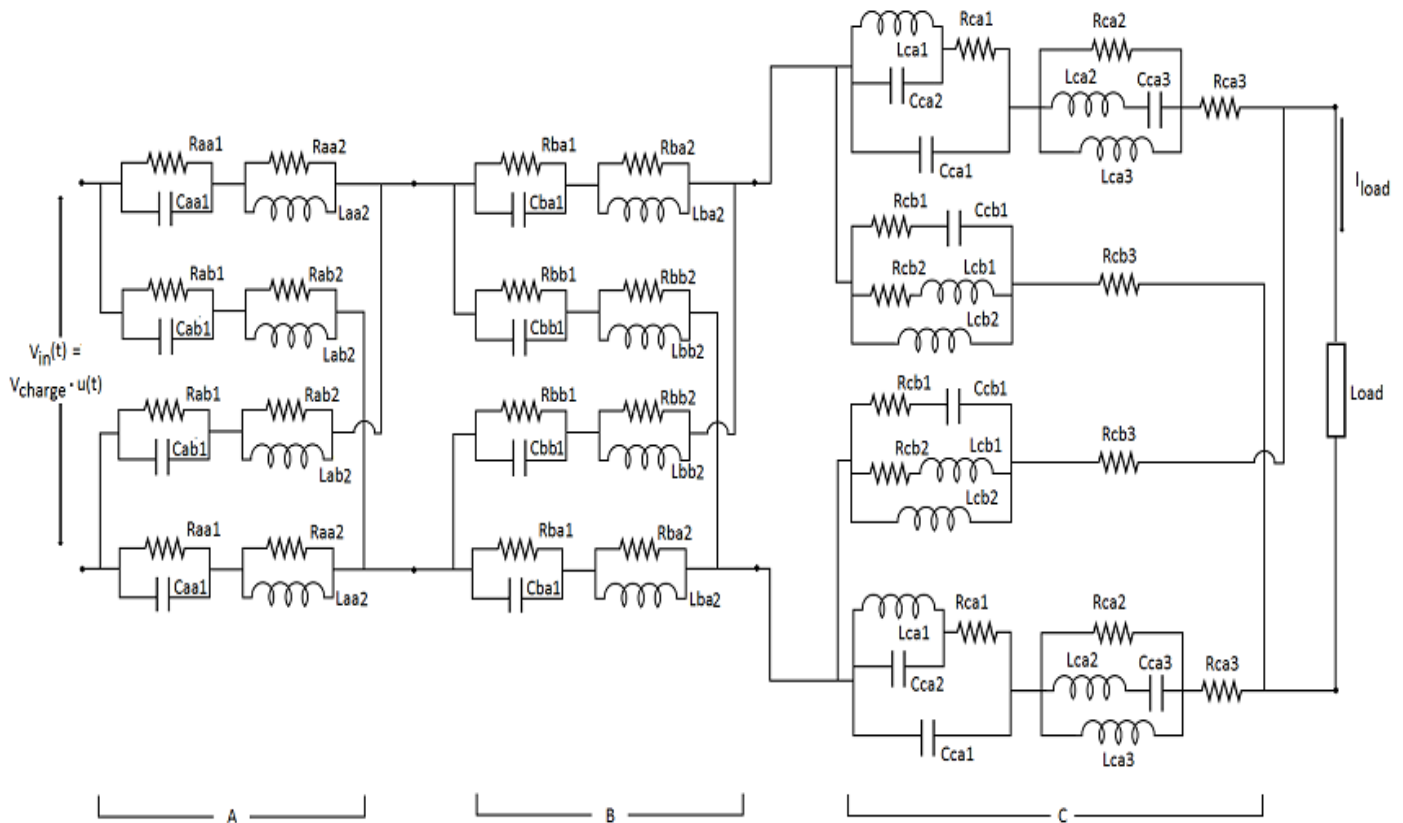 Lca1
Rca1
Cca2
Cca1
Rca2
Lca2
Cca3
Lca3
Rca3
Raa1
Caa1
Raa2
Laa2
Rba1
Cba1
Rba2
Lba2
Iload
Rab1
Cab1
Rab2
Lab2
Rbb1
Cbb1
Rbb2
Lbb2
Rcb1
Ccb1
Rcb2
Lcb1
Lcb2
Rcb3
Vin(t) =
Vcharge · u(t)
Load
Rab1
Cab1
Rab2
Lab2
Rbb1
Cbb1
Rbb2
Lbb2
Rcb1
Ccb1
Rcb2
Lcb1
Lcb2
Rcb3
Raa1
Caa1
Raa2
Laa2
Rba1
Cba1
Rba2
Lba2
Lca1
Rca1
Cca2
Cca1
Rca2
Lca2
Cca3
Lca3
Rca3
A
B
C